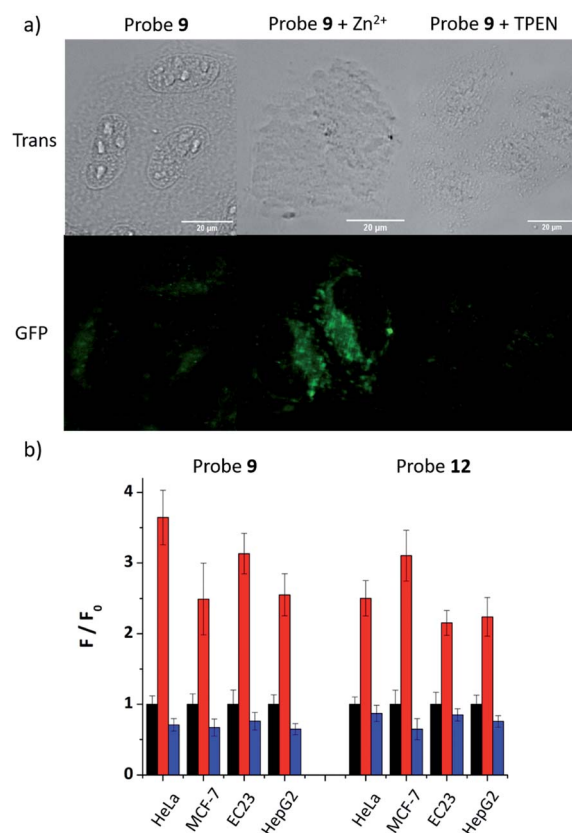 a)
Probe 9
Probe 9 + Zn²⁺
Probe 9 + TPEN
Trans
20 µm
20 µm
20 µm
GFP
b)
Probe 9
Probe 12
F / F₀
4
3
2
1
0
HeLa
MCF-7
EC23
HepG2
HeLa
MCF-7
EC23
HepG2